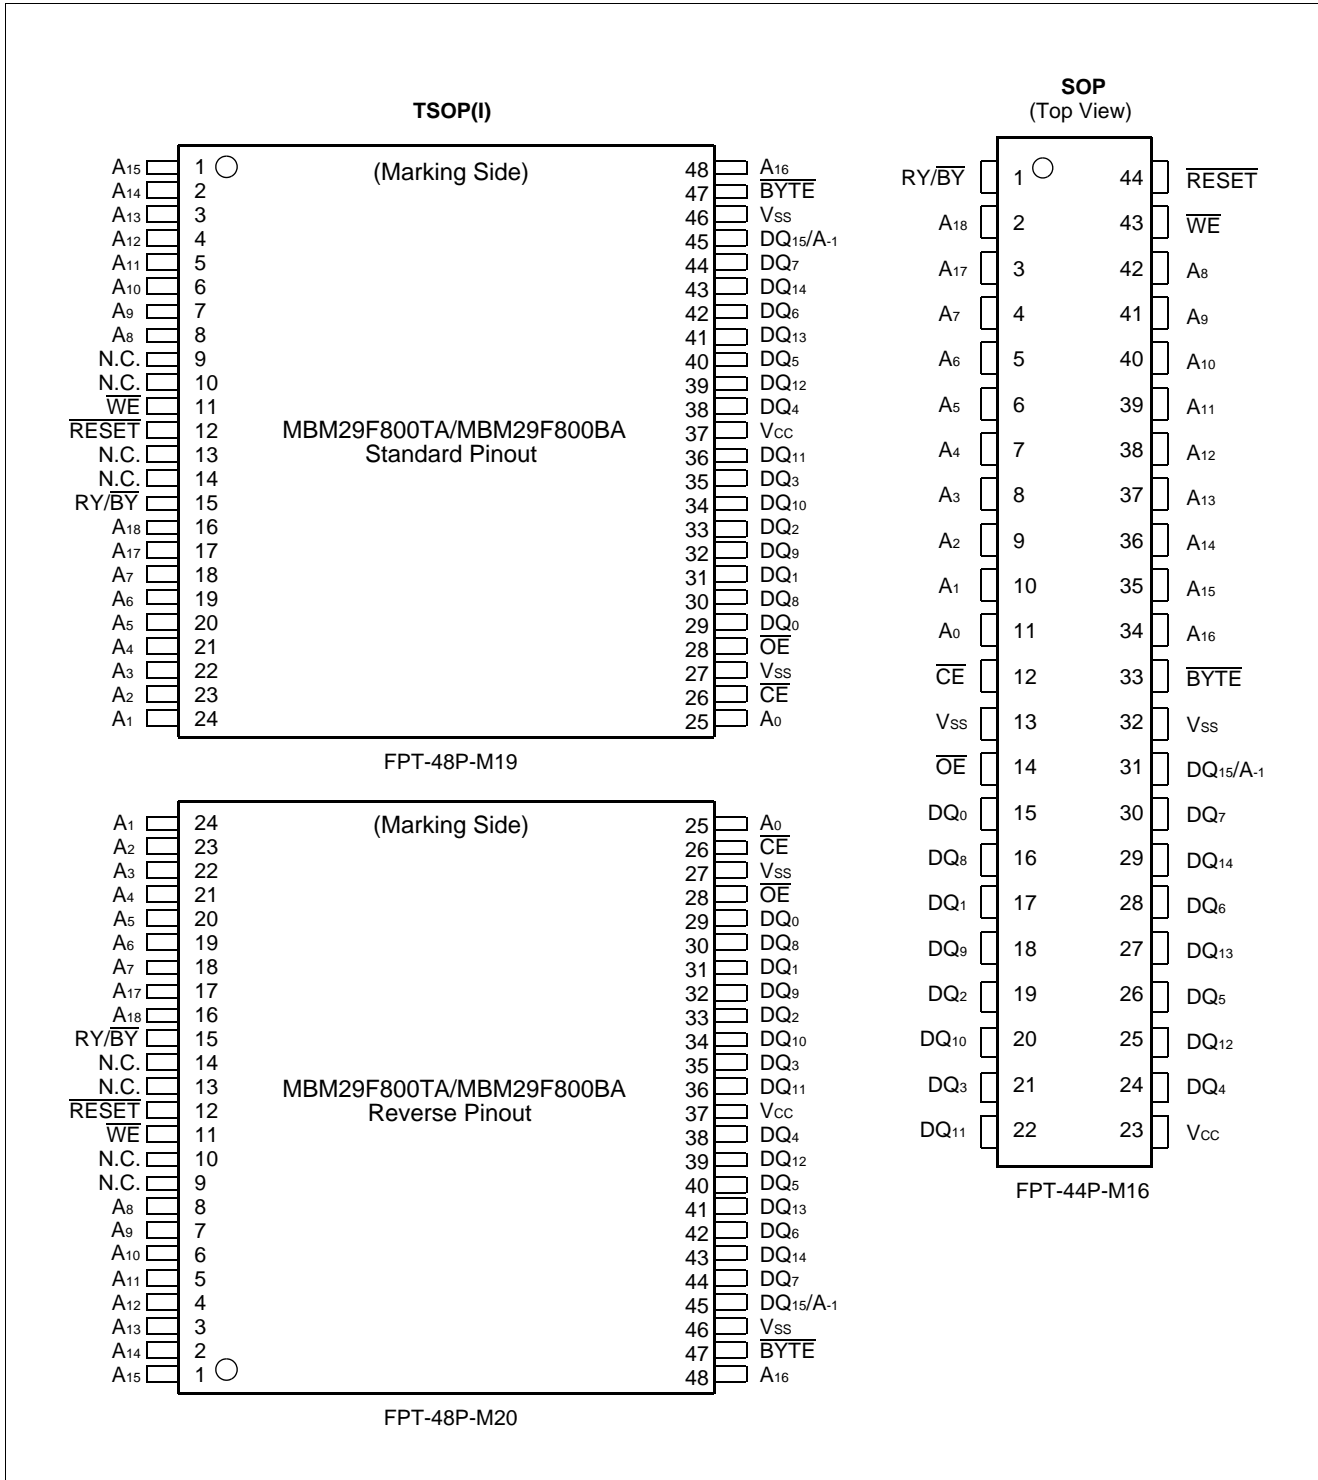 TSOP(I)
(Marking Side)
A15 1 48 A16
A14 2 47 BYTE
A13 3 46 VSS
A12 4 45 DQ15/A-1
A11 5 44 DQ7
A10 6 43 DQ14
A9 7 42 DQ6
A8 8 41 DQ13
N.C. 9 40 DQ5
N.C. 10 39 DQ12
WE 11 38 DQ4
RESET 12 37 VCC
N.C. 13 36 DQ11
N.C. 14 35 DQ3
RY/BY 15 34 DQ10
A18 16 33 DQ2
A17 17 32 DQ9
A7 18 31 DQ1
A6 19 30 DQ8
A5 20 29 DQ0
A4 21 28 OE
A3 22 27 VSS
A2 23 26 CE
A1 24 25 A0
MBM29F800TA/MBM29F800BA
Standard Pinout
FPT-48P-M19
(Marking Side)
A1 24 25 A0
A2 23 26 CE
A3 22 27 VSS
A4 21 28 OE
A5 20 29 DQ0
A6 19 30 DQ8
A7 18 31 DQ1
A17 17 32 DQ9
A18 16 33 DQ2
RY/BY 15 34 DQ10
N.C. 14 35 DQ3
N.C. 13 36 DQ11
RESET 12 37 VCC
WE 11 38 DQ4
N.C. 10 39 DQ12
N.C. 9 40 DQ5
A8 8 41 DQ13
A9 7 42 DQ6
A10 6 43 DQ14
A11 5 44 DQ7
A12 4 45 DQ15/A-1
A13 3 46 VSS
A14 2 47 BYTE
A15 1 48 A16
MBM29F800TA/MBM29F800BA
Reverse Pinout
FPT-48P-M20
SOP
(Top View)
RY/BY 1 44 RESET
A18 2 43 WE
A17 3 42 A8
A7 4 41 A9
A6 5 40 A10
A5 6 39 A11
A4 7 38 A12
A3 8 37 A13
A2 9 36 A14
A1 10 35 A15
A0 11 34 A16
CE 12 33 BYTE
VSS 13 32 VSS
OE 14 31 DQ15/A-1
DQ0 15 30 DQ7
DQ8 16 29 DQ14
DQ1 17 28 DQ6
DQ9 18 27 DQ13
DQ2 19 26 DQ5
DQ10 20 25 DQ12
DQ3 21 24 DQ4
DQ11 22 23 VCC
FPT-44P-M16